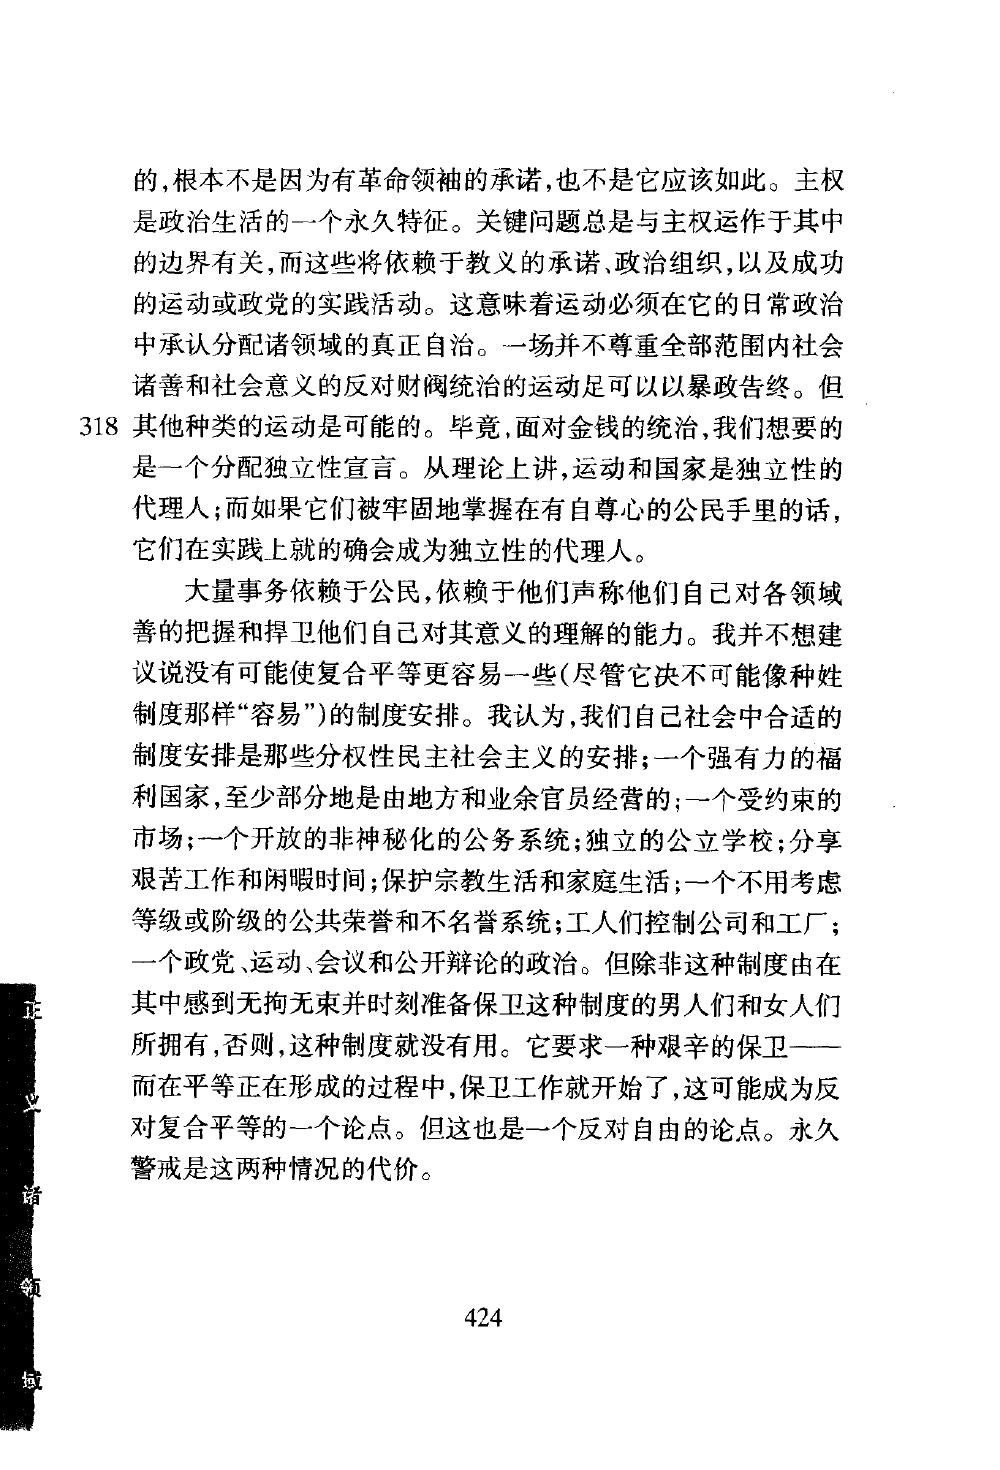 的,根本不是因为有革命领袖的承诺,也不是它应该如此。主权
是政治生活的一个永久特征。关键问题总是与主权运作于其中
的边界有关,而这些将依赖于教义的承诺、政治组织,以及成功
的运动或政党的实践活动。这意味着运动必须在它的日常政治
中承认分配诸领域的真正自治。一场并不尊重全部范围内社会
诸善和社会意义的反对财阀统治的运动足可以以暴政告终。但
318 其他种类的运动是可能的。毕竟,面对金钱的统治,我们想要的
是一个分配独立性宣言。从理论上讲,运动和国家是独立性的
代理人;而如果它们被牢固地掌握在有自尊心的公民手里的话,
它们在实践上就的确会成为独立性的代理人。
大量事务依赖于公民,依赖于他们声称他们自己对各领域
善的把握和捍卫他们自己对其意义的理解的能力。我并不想建
议说没有可能使复合平等更容易一些(尽管它决不可能像种姓
制度那样“容易”)的制度安排。我认为,我们自己社会中合适的
制度安排是那些分权性民主社会主义的安排;一个强有力的福
利国家,至少部分地是由地方和业余官员经营的;一个受约束的
市场;一个开放的非神秘化的公务系统;独立的公立学校;分享
艰苦工作和闲暇时间;保护宗教生活和家庭生活;一个不用考虑
等级或阶级的公共荣誉和不名誉系统;工人们控制公司和工厂;
一个政党、运动、会议和公开辩论的政治。但除非这种制度由在
其中感到无拘无束并时刻准备保卫这种制度的男人们和女人们
所拥有,否则,这种制度就没有用。它要求一种艰辛的保卫——
而在平等正在形成的过程中,保卫工作就开始了,这可能成为反
对复合平等的一个论点。但这也是一个反对自由的论点。永久
警戒是这两种情况的代价。
正
义
诸
领
域
424